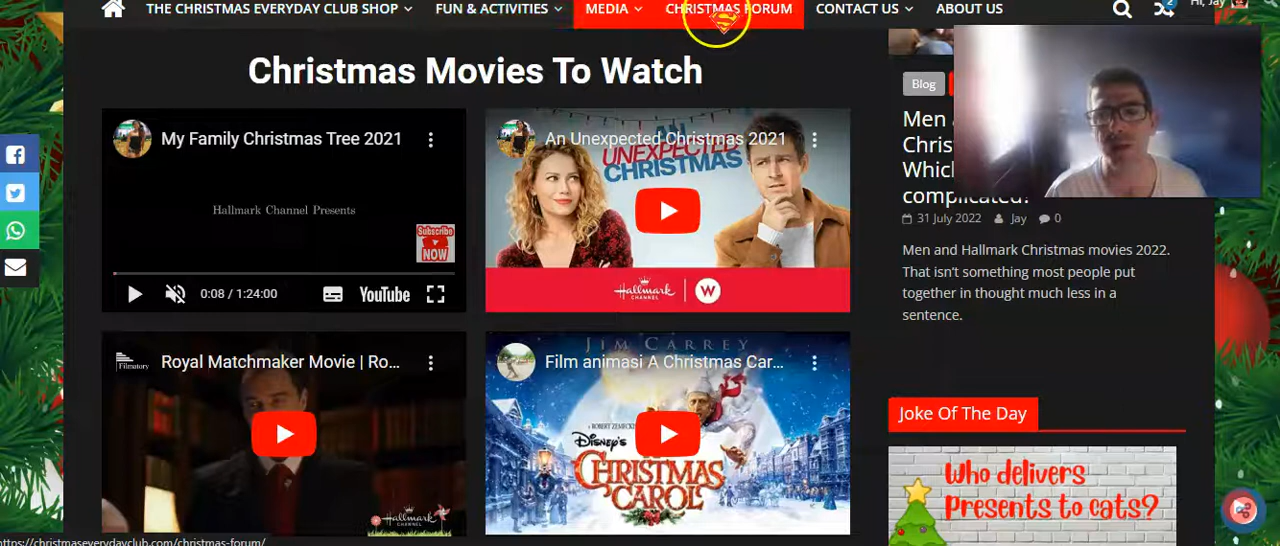 THE CHRISTMAS EVERYDAY CLUB SHOP
FUN & ACTIVITIES
MEDIA
CHRISTMAS FORUM
CONTACT US
ABOUT US
2
Hi, Jay
Christmas Movies To Watch
My Family Christmas Tree 2021
Hallmark Channel Presents
Subscribe
NOW
0:08 / 1:24:00
YouTube
An Unexpected Christmas 2021
AN
UNEXPECTED
CHRISTMAS
Hallmark
CHANNEL
W
Royal Matchmaker Movie | Ro...
Filmatory
Hallmark
CHANNEL
Film animasi A Christmas Car...
JIM CARREY
A ROBERT ZEMECKIS
DISNEY'S
A
CHRISTMAS
CAROL
Blog
Men
Chris
Which
complicated?
31 July 2022
Jay
0
Men and Hallmark Christmas movies 2022.
That isn't something most people put
together in thought much less in a
sentence.
Joke Of The Day
Who delivers
Presents to cats?
https://christmaseverydayclub.com/christmas-forum/